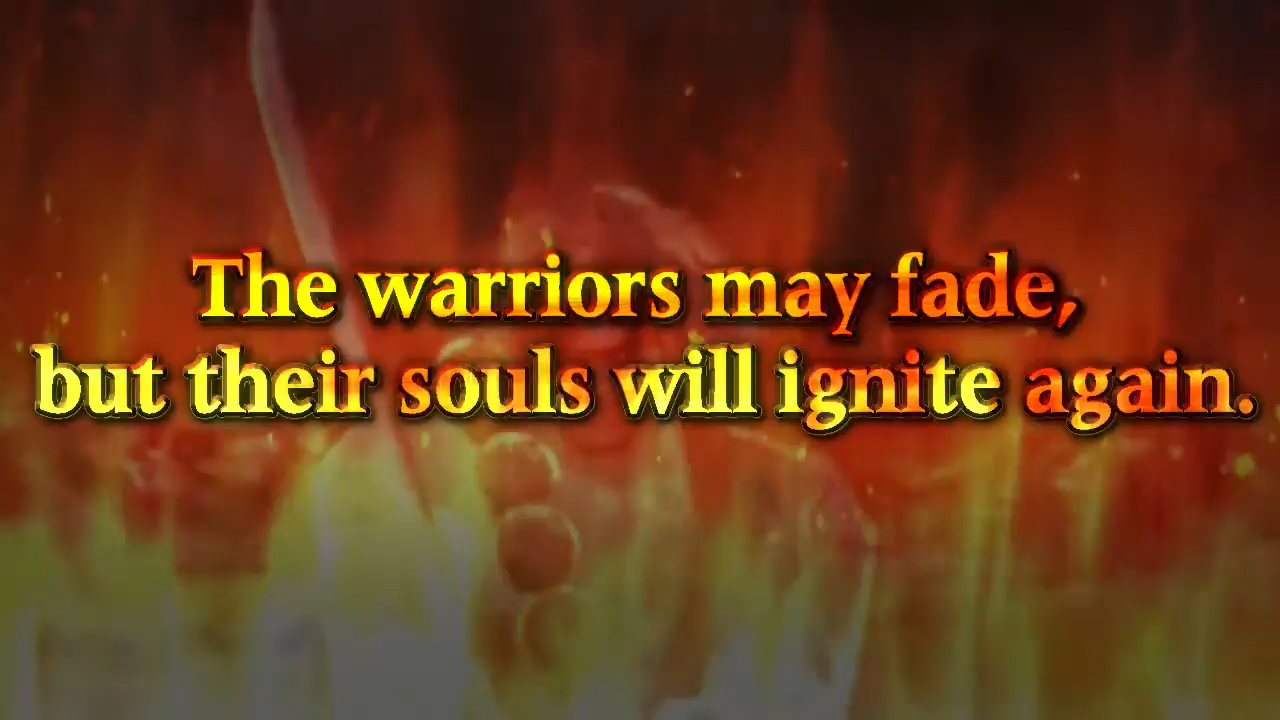 The warriors may fade,
but their souls will ignite again.